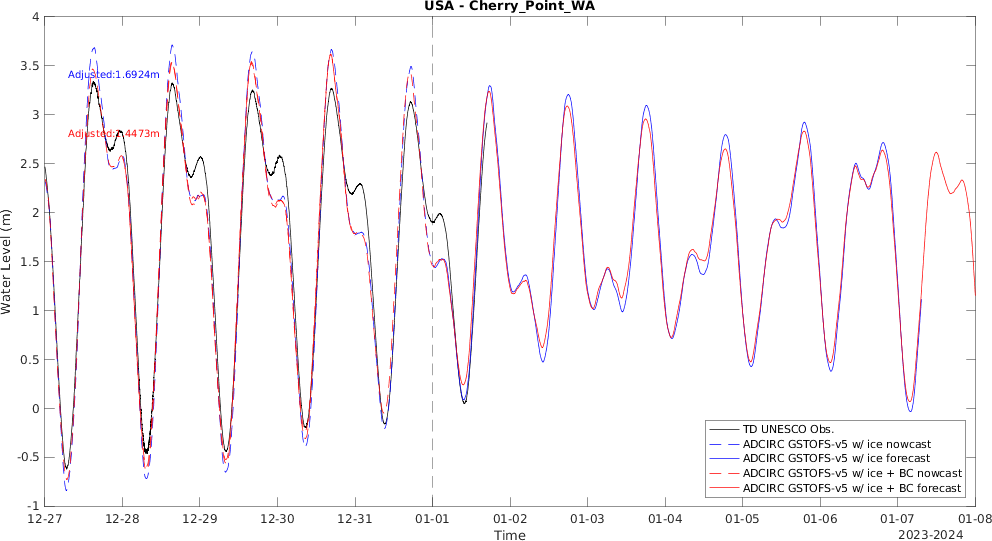 USA - Cherry_Point_WA
4
3.5
3
2.5
2
1.5
1
0.5
0
-0.5
-1
Water Level (m)
Adjusted:1.6924m
Adjusted: .4473m
TD UNESCO Obs.
ADCIRC GSTOFS-v5 w/ ice nowcast
ADCIRC GSTOFS-v5 w/ ice forecast
ADCIRC GSTOFS-v5 w/ ice + BC nowcast
ADCIRC GSTOFS-v5 w/ ice + BC forecast
12-27 12-28 12-29 12-30 12-31 01-01 01-02 01-03 01-04 01-05 01-06 01-07 01-08
Time
2023-2024